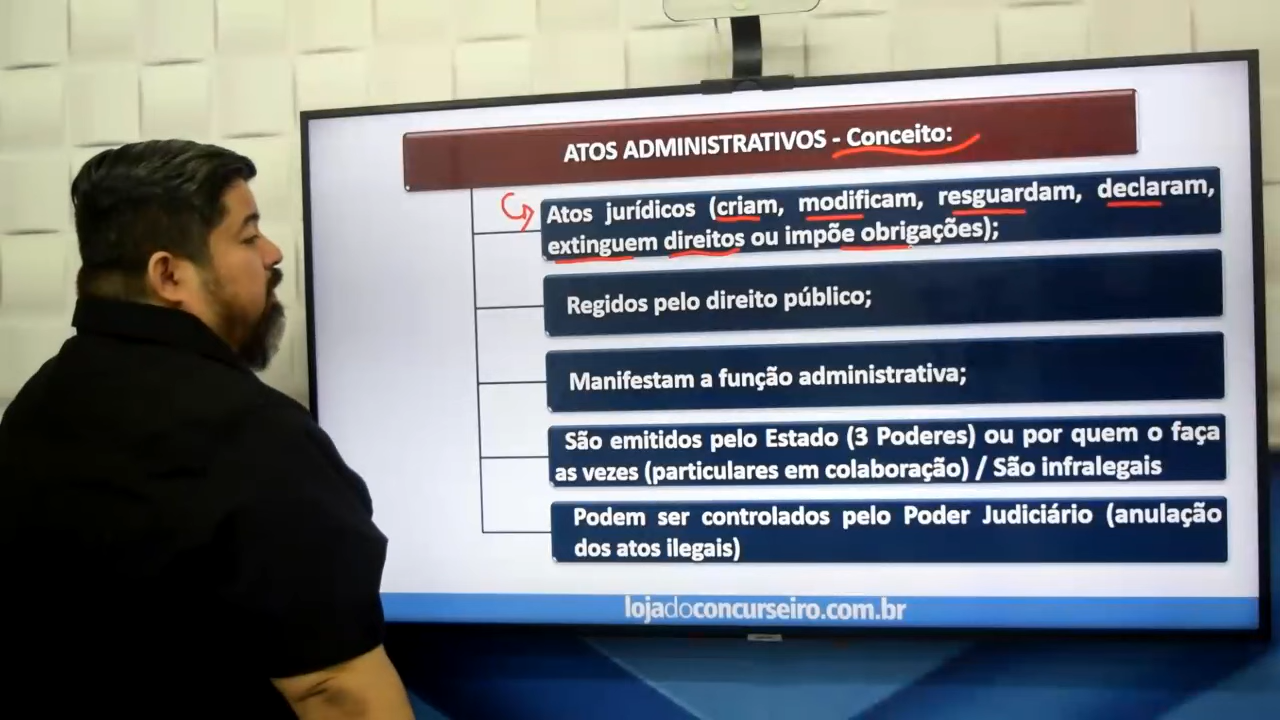 ATOS ADMINISTRATIVOS - Conceito:
Atos jurídicos (criam, modificam, resguardam, declaram,
extinguem direitos ou impõe obrigações);
Regidos pelo direito público;
Manifestam a função administrativa;
São emitidos pelo Estado (3 Poderes) ou por quem o faça
as vezes (particulares em colaboração) / São infralegais
Podem ser controlados pelo Poder Judiciário (anulação
dos atos ilegais)
lojadoconcurseiro.com.br